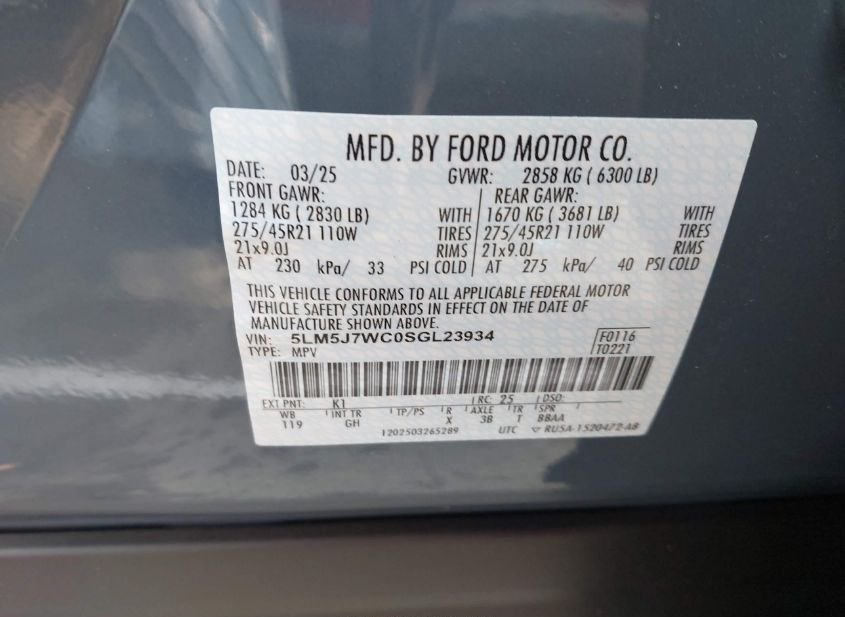 MFD. BY FORD MOTOR CO.
DATE: 03/25 GVWR: 2858 KG ( 6300 LB)
FRONT GAWR: REAR GAWR:
1284 KG ( 2830 LB) WITH 1670 KG ( 3681 LB) WITH
275/45R21 110W TIRES 275/45R21 110W TIRES
21x9.0J RIMS 21x9.0J RIMS
AT 230 kPa/ 33 PSI COLD AT 275 kPa/ 40 PSI COLD
THIS VEHICLE CONFORMS TO ALL APPLICABLE FEDERAL MOTOR
VEHICLE SAFETY STANDARDS IN EFFECT ON THE DATE OF
MANUFACTURE SHOWN ABOVE.
VIN: 5LM5J7WC0SGL23934 F0116
TYPE: MPV T0221
EXT PNT: K1 RC: 25 DSO:
WB INT TR TP/PS R AXLE TR SPR
119 GH X 3B T BBAA
1202503265289 UTC ▽ RU5A-1520472-AB